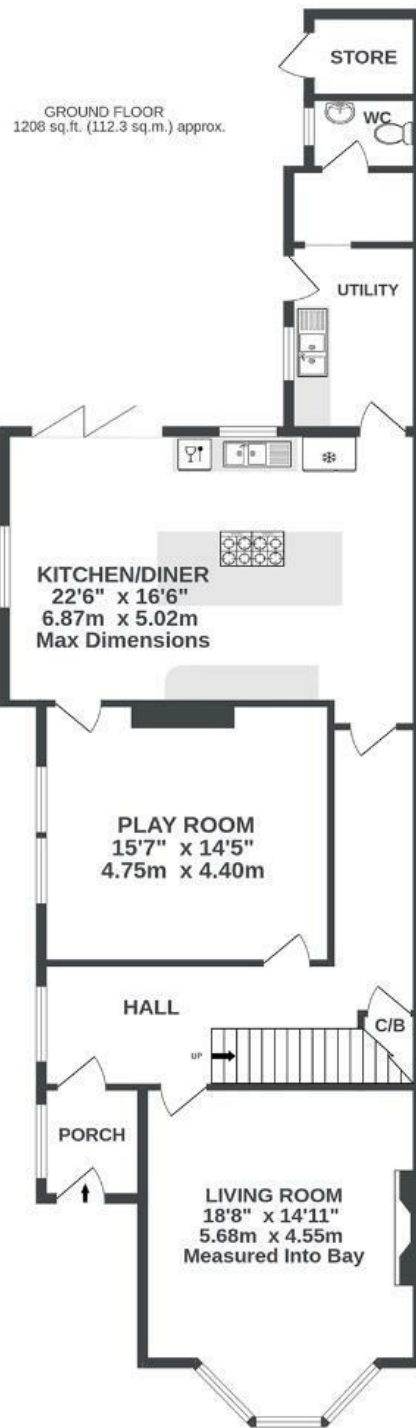 STORE
GROUND FLOOR
1208 sq.ft. (112.3 sq.m.) approx.
WC
UTILITY
KITCHEN/DINER
22'6" x 16'6"
6.87m x 5.02m
Max Dimensions
PLAY ROOM
15'7" x 14'5"
4.75m x 4.40m
HALL
C/B
UP
PORCH
LIVING ROOM
18'8" x 14'11"
5.68m x 4.55m
Measured Into Bay